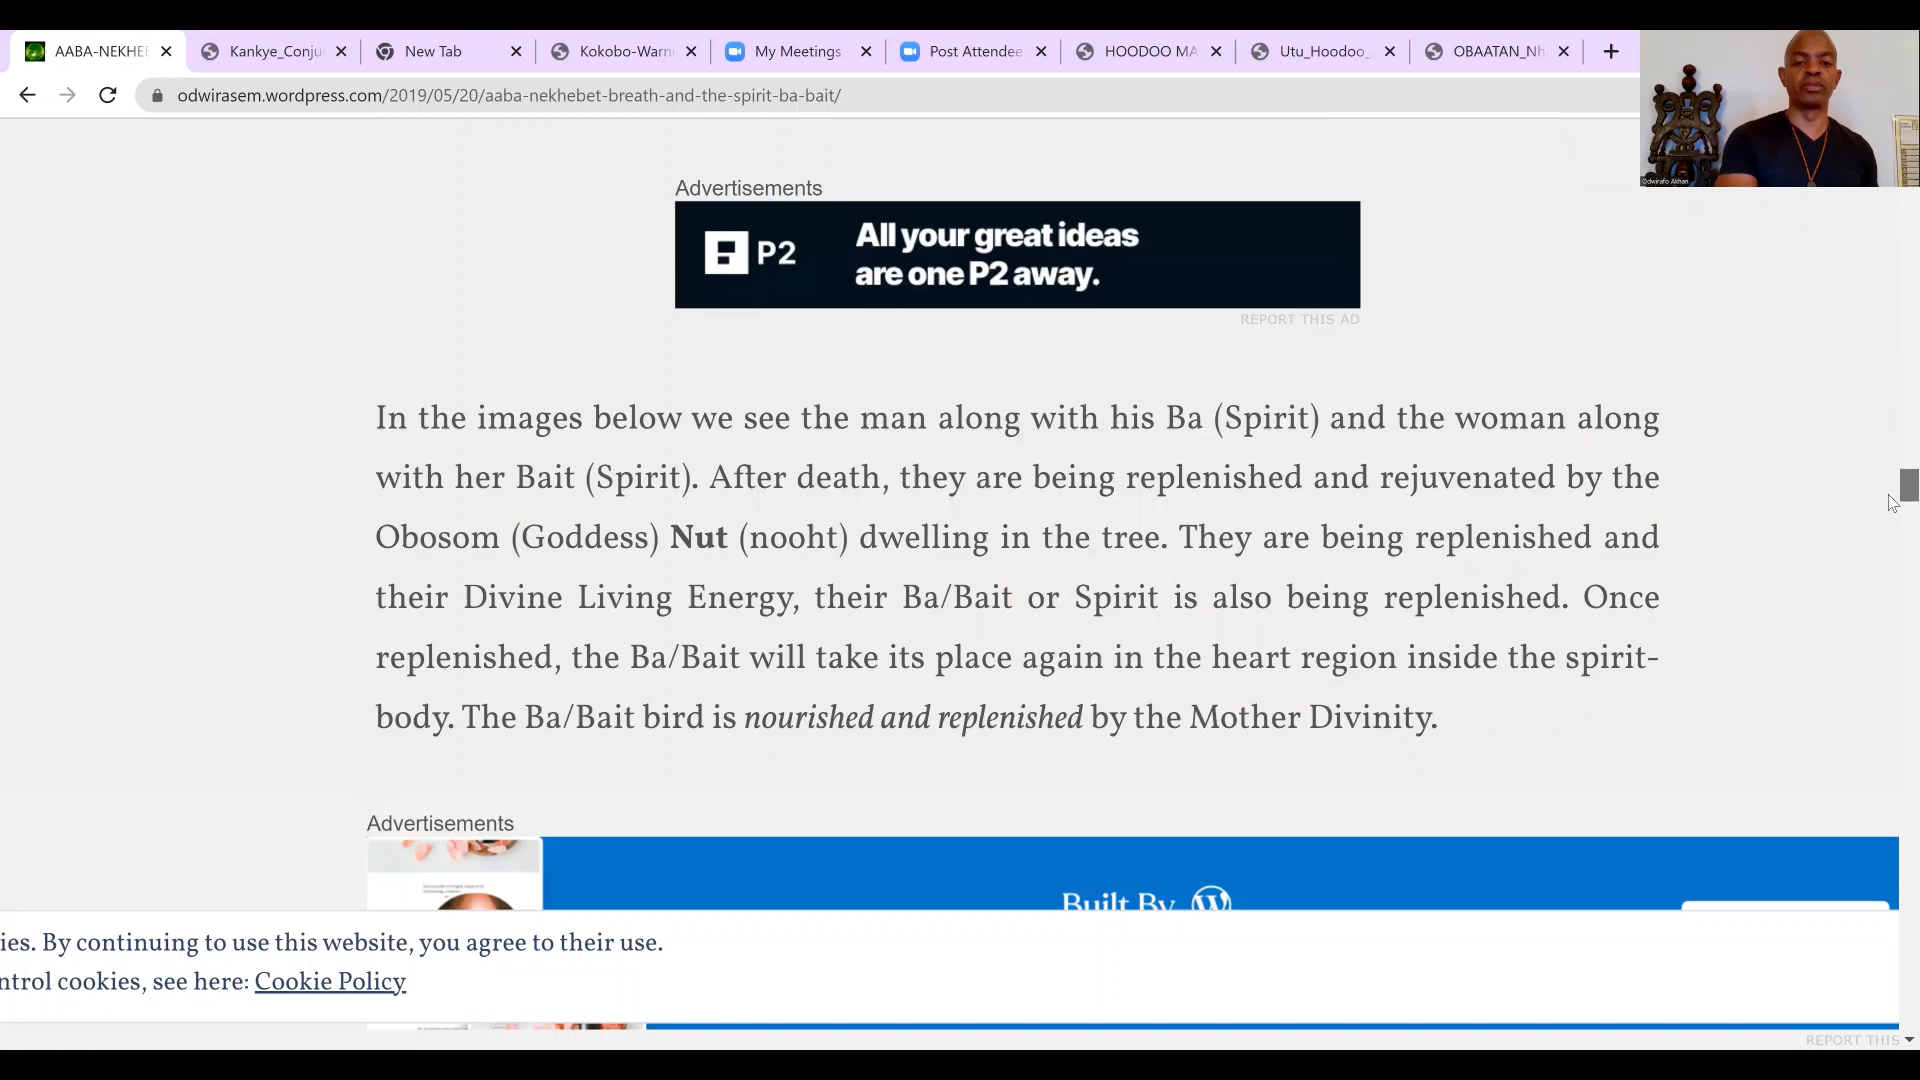 AABA-NEKHEE
Kankye_Conju
New Tab
Kokobo-Warn
My Meetings
Post Attendee
HOODOO MA
Utu_Hoodoo_
OBAATAN_Nh
odwirasem.wordpress.com/2019/05/20/aaba-nekhebet-breath-and-the-spirit-ba-bait/
Odwirafo Akhan
Advertisements
P2
All your great ideas
are one P2 away.
REPORT THIS AD
In the images below we see the man along with his Ba (Spirit) and the woman along
with her Bait (Spirit). After death, they are being replenished and rejuvenated by the
Obosom (Goddess) Nut (nooht) dwelling in the tree. They are being replenished and
their Divine Living Energy, their Ba/Bait or Spirit is also being replenished. Once
replenished, the Ba/Bait will take its place again in the heart region inside the spirit-
body. The Ba/Bait bird is nourished and replenished by the Mother Divinity.
Advertisements
Built By
ies. By continuing to use this website, you agree to their use.
ntrol cookies, see here: Cookie Policy
REPORT THIS